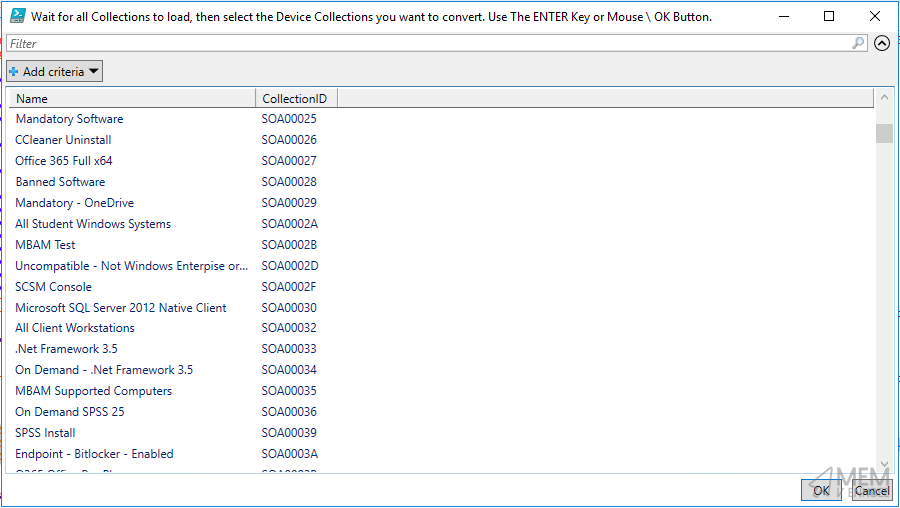 Wait for all Collections to load, then select the Device Collections you want to convert. Use The ENTER Key or Mouse \ OK Button.
Filter
Add criteria
Name CollectionID
Mandatory Software SOA00025
CCleaner Uninstall SOA00026
Office 365 Full x64 SOA00027
Banned Software SOA00028
Mandatory - OneDrive SOA00029
All Student Windows Systems SOA0002A
MBAM Test SOA0002B
Uncompatible - Not Windows Enterpise or... SOA0002D
SCSM Console SOA0002F
Microsoft SQL Server 2012 Native Client SOA00030
All Client Workstations SOA00032
.Net Framework 3.5 SOA00033
On Demand - .Net Framework 3.5 SOA00034
MBAM Supported Computers SOA00035
On Demand SPSS 25 SOA00036
SPSS Install SOA00039
Endpoint - Bitlocker - Enabled SOA0003A
MEM
OK Cancel